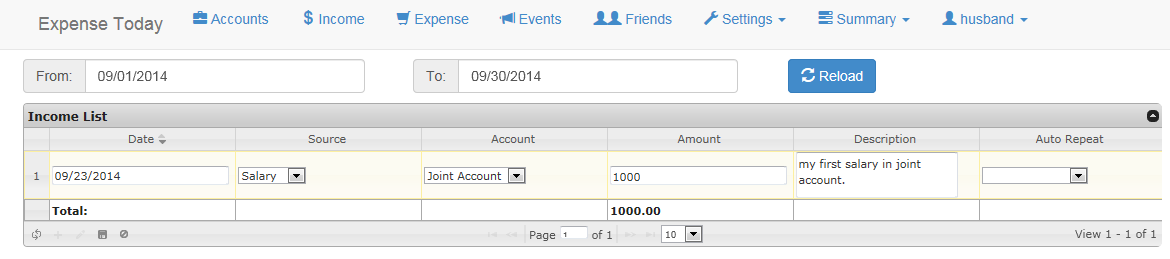 Expense Today Accounts Income Expense Events Friends Settings Summary husband
From: 09/01/2014 To: 09/30/2014 Reload
Income List
Date Source Account Amount Description Auto Repeat
1 09/23/2014 Salary Joint Account 1000 my first salary in joint
account.
Total: 1000.00
Page 1 of 1 10 View 1 - 1 of 1